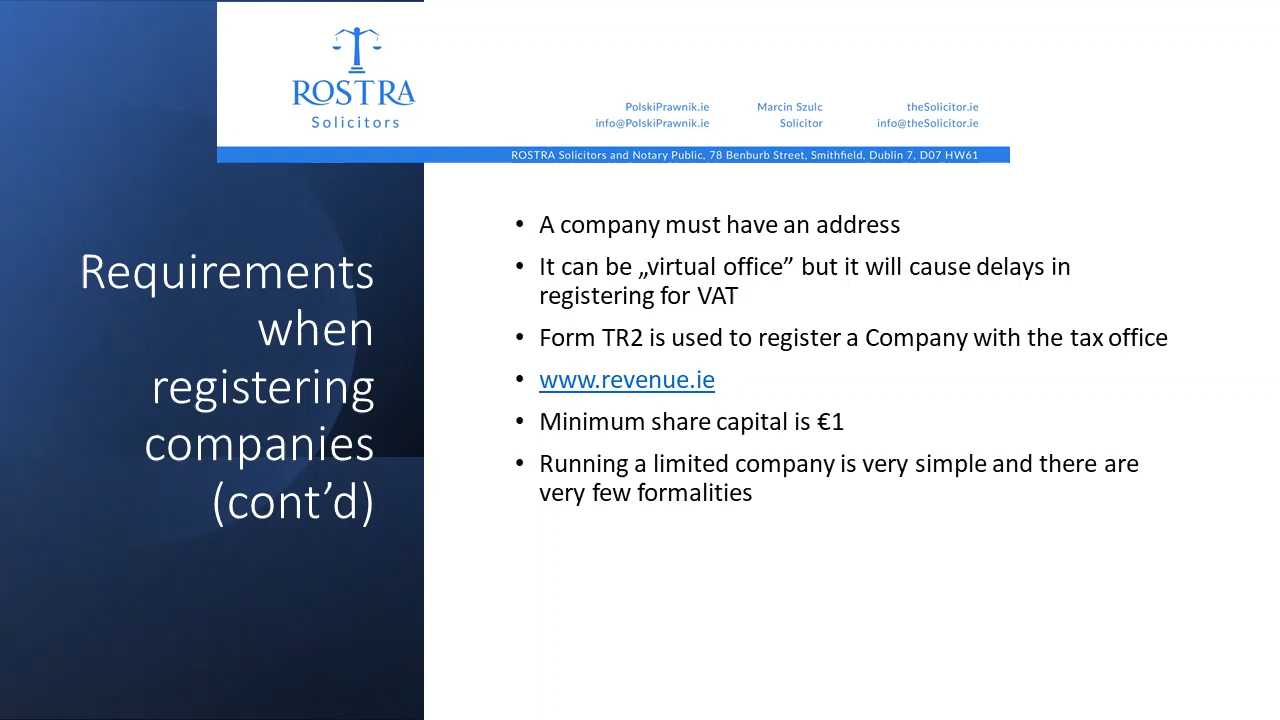 ROSTRA
Solicitors
PolskiPrawnik.ie
info@PolskiPrawnik.ie
Marcin Szulc
Solicitor
theSolicitor.ie
info@theSolicitor.ie
ROSTRA Solicitors and Notary Public, 78 Benburb Street, Smithfield, Dublin 7, D07 HW61
Requirements
when
registering
companies
(cont’d)
• A company must have an address
• It can be „virtual office” but it will cause delays in
registering for VAT
• Form TR2 is used to register a Company with the tax office
• www.revenue.ie
• Minimum share capital is €1
• Running a limited company is very simple and there are
very few formalities